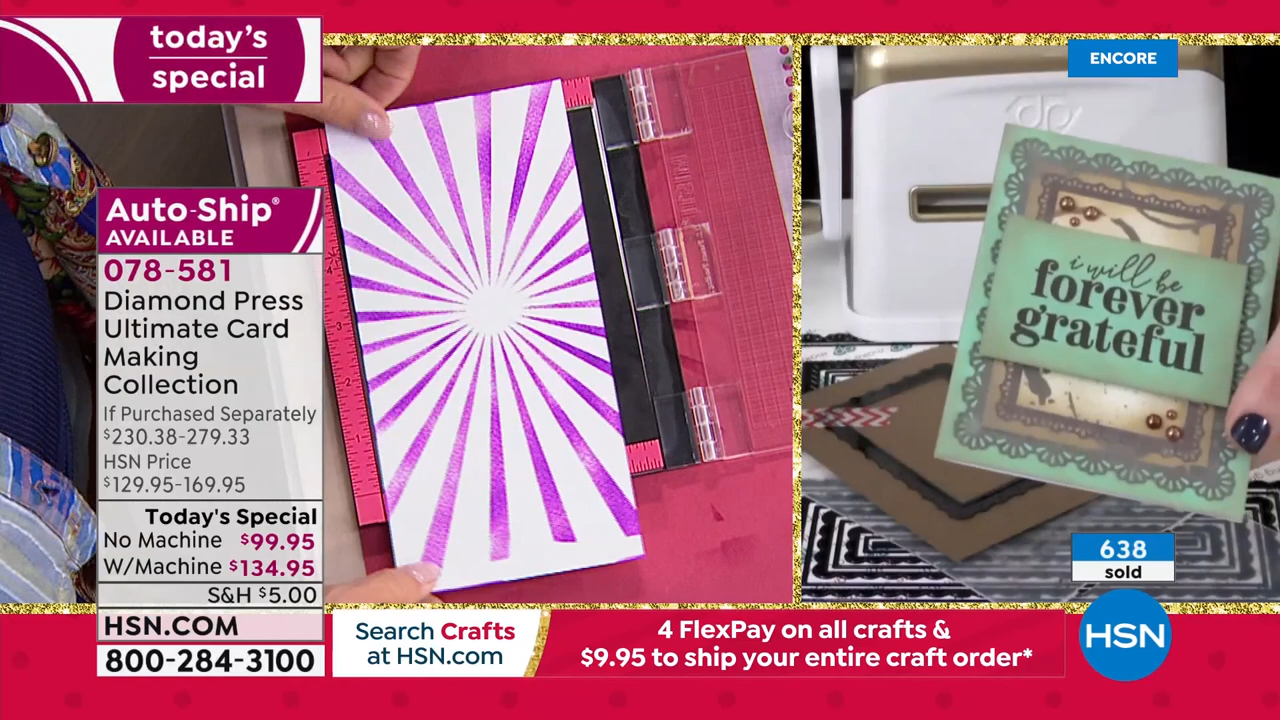 today's
special
ENCORE
Auto-Ship®
AVAILABLE
078-581
Diamond Press
Ultimate Card
Making
Collection
If Purchased Separately
$230.38-279.33
HSN Price
$129.95-169.95
Today's Special
No Machine $99.95
W/Machine $134.95
S&H $5.00
HSN.COM
800-284-3100
i will be
forever
grateful
dp
638
sold
Search Crafts
at HSN.com
4 FlexPay on all crafts &
$9.95 to ship your entire craft order*
HSN